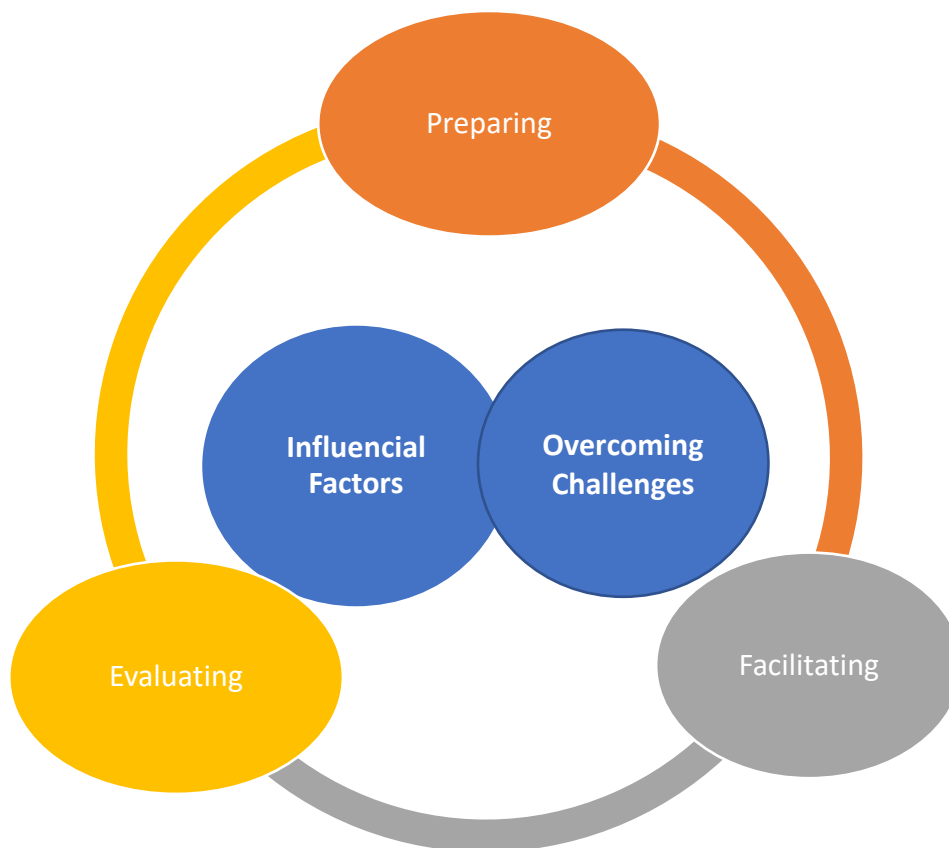 Preparing
Influencial
Factors
Overcoming
Challenges
Evaluating
Facilitating